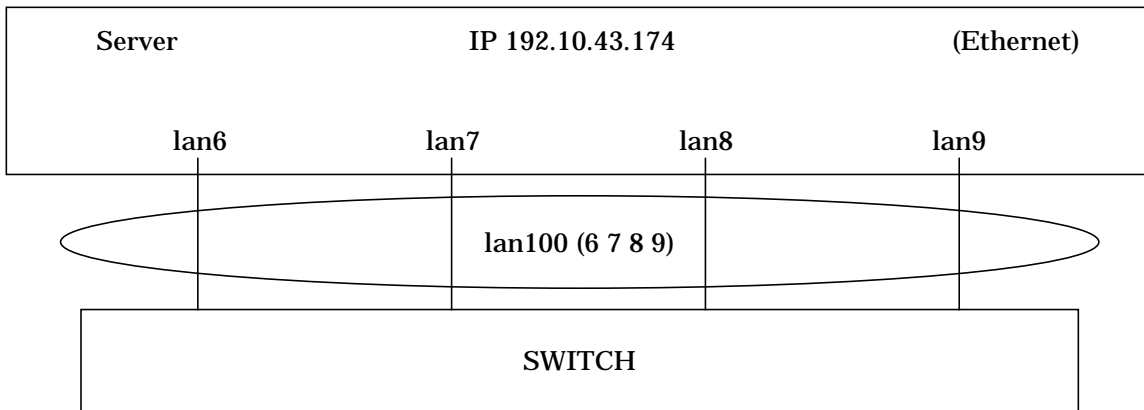 Server IP 192.10.43.174 (Ethernet)
lan6 lan7 lan8 lan9
lan100 (6 7 8 9)
SWITCH